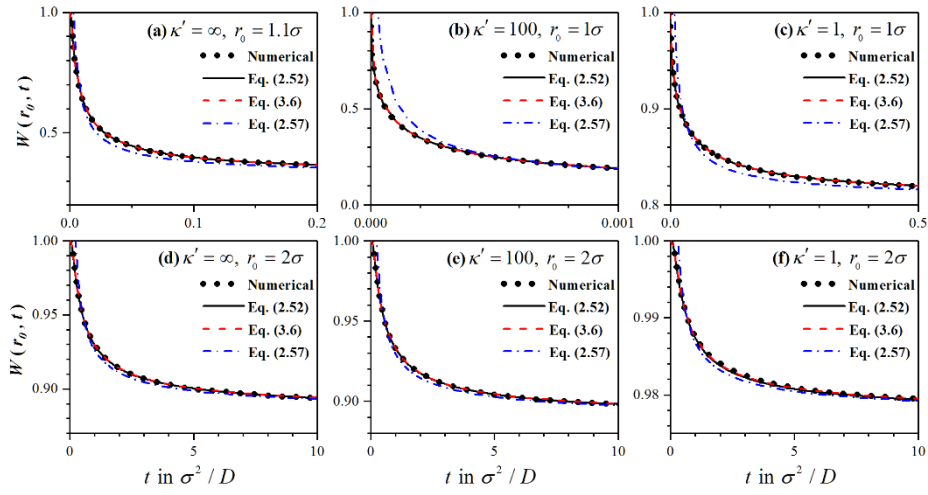 (a) κ′ = ∞, r₀ = 1.1σ
Numerical
Eq. (2.52)
Eq. (3.6)
Eq. (2.57)
W (r₀, t)
1.0
0.5
0.0
0.1
0.2
(b) κ′ = 100, r₀ = 1σ
Numerical
Eq. (2.52)
Eq. (3.6)
Eq. (2.57)
1.0
0.5
0.0
0.000
0.001
(c) κ′ = 1, r₀ = 1σ
Numerical
Eq. (2.52)
Eq. (3.6)
Eq. (2.57)
1.0
0.9
0.8
0.0
0.5
(d) κ′ = ∞, r₀ = 2σ
Numerical
Eq. (2.52)
Eq. (3.6)
Eq. (2.57)
W (r₀, t)
1.00
0.95
0.90
0
5
10
t in σ² / D
(e) κ′ = 100, r₀ = 2σ
Numerical
Eq. (2.52)
Eq. (3.6)
Eq. (2.57)
1.00
0.95
0.90
0
5
10
t in σ² / D
(f) κ′ = 1, r₀ = 2σ
Numerical
Eq. (2.52)
Eq. (3.6)
Eq. (2.57)
1.00
0.99
0.98
0
5
10
t in σ² / D